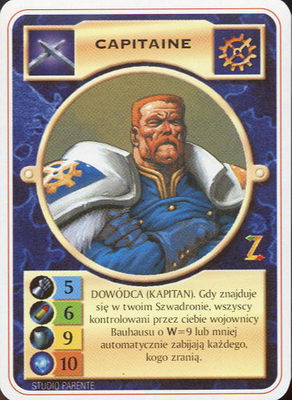 CAPITAINE
Z
5
6
9
10
DOWÓDCA (KAPITAN). Gdy znajduje
się w twoim Szwadronie, wszyscy
kontrolowani przez ciebie wojownicy
Bauhausu o W=9 lub mniej
automatycznie zabijają każdego,
kogo zranią.
STUDIO PARENTE